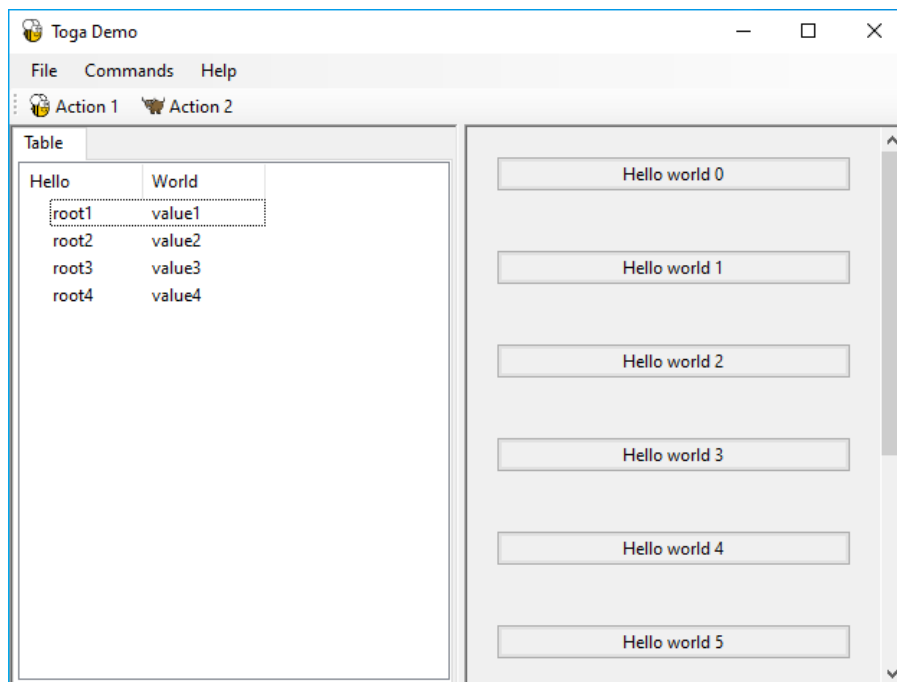 Toga Demo
File Commands Help
Action 1 Action 2
Table
Hello World
root1 value1
root2 value2
root3 value3
root4 value4
Hello world 0
Hello world 1
Hello world 2
Hello world 3
Hello world 4
Hello world 5